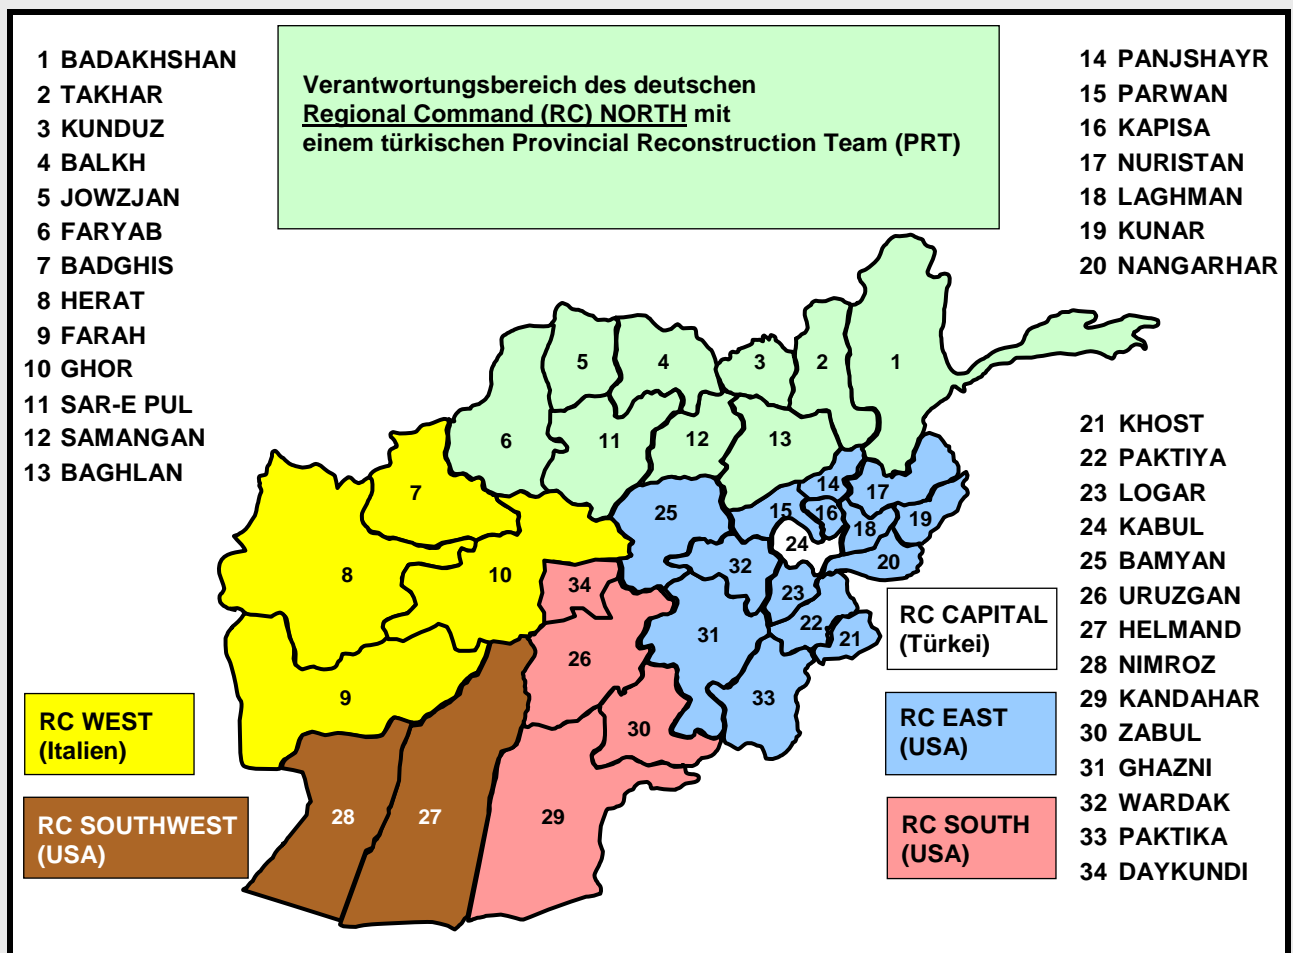 1 BADAKHSHAN
2 TAKHAR
3 KUNDUZ
4 BALKH
5 JOWZJAN
6 FARYAB
7 BADGHIS
8 HERAT
9 FARAH
10 GHOR
11 SAR-E PUL
12 SAMANGAN
13 BAGHLAN
Verantwortungsbereich des deutschen
Regional Command (RC) NORTH mit
einem türkischen Provincial Reconstruction Team (PRT)
14 PANJSHAYR
15 PARWAN
16 KAPISA
17 NURISTAN
18 LAGHMAN
19 KUNAR
20 NANGARHAR
21 KHOST
22 PAKTIYA
23 LOGAR
24 KABUL
25 BAMYAN
26 URUZGAN
27 HELMAND
28 NIMROZ
29 KANDAHAR
30 ZABUL
31 GHAZNI
32 WARDAK
33 PAKTIKA
34 DAYKUNDI
5
4
3
2
1
6
11
12
13
7
14
17
25
15
16
18
19
24
20
8
10
34
32
23
22
21
31
26
9
33
30
28
27
29
RC WEST
(Italien)
RC SOUTHWEST
(USA)
RC CAPITAL
(Türkei)
RC EAST
(USA)
RC SOUTH
(USA)